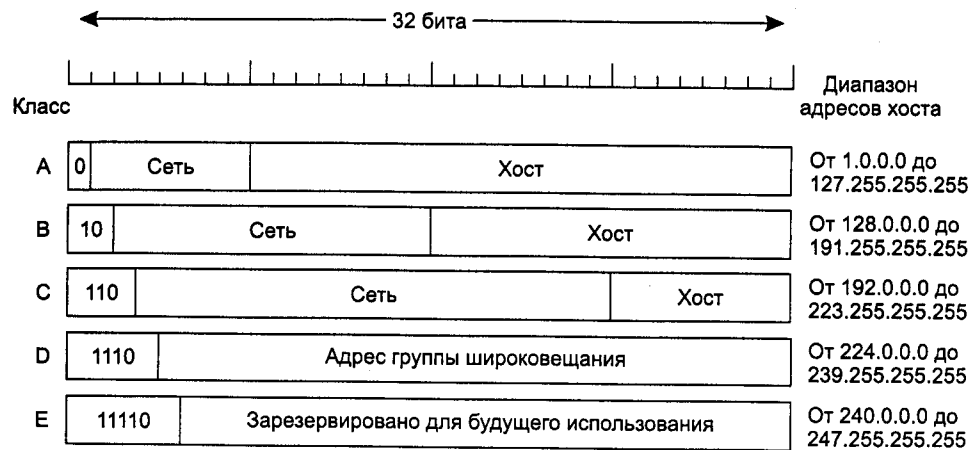 32 бита
Класс
Диапазон
адресов хоста
A
0
Сеть
Хост
От 1.0.0.0 до
127.255.255.255
B
10
Сеть
Хост
От 128.0.0.0 до
191.255.255.255
C
110
Сеть
Хост
От 192.0.0.0 до
223.255.255.255
D
1110
Адрес группы широковещания
От 224.0.0.0 до
239.255.255.255
E
11110
Зарезервировано для будущего использования
От 240.0.0.0 до
247.255.255.255